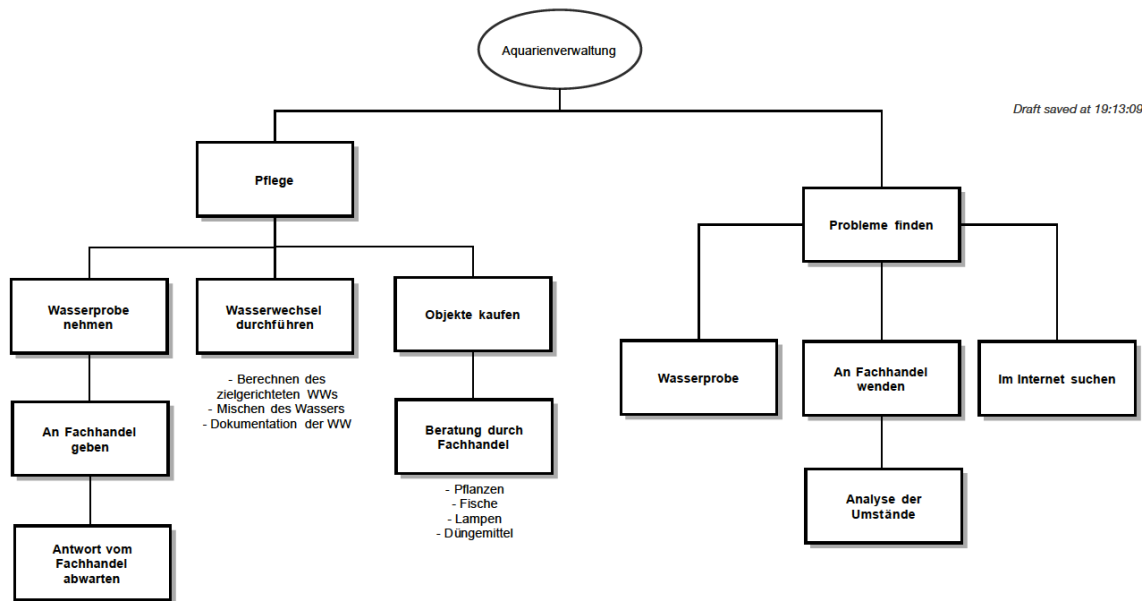 Aquarienverwaltung
Draft saved at 19:13:09
Pflege
Probleme finden
Wasserprobe
nehmen
Wasserwechsel
durchführen
Objekte kaufen
- Berechnen des
zielgerichteten WWs
- Mischen des Wassers
- Dokumentation der WW
Wasserprobe
An Fachhandel
wenden
Im Internet suchen
An Fachhandel
geben
Beratung durch
Fachhandel
- Pflanzen
- Fische
- Lampen
- Düngemittel
Analyse der
Umstände
Antwort vom
Fachhandel
abwarten